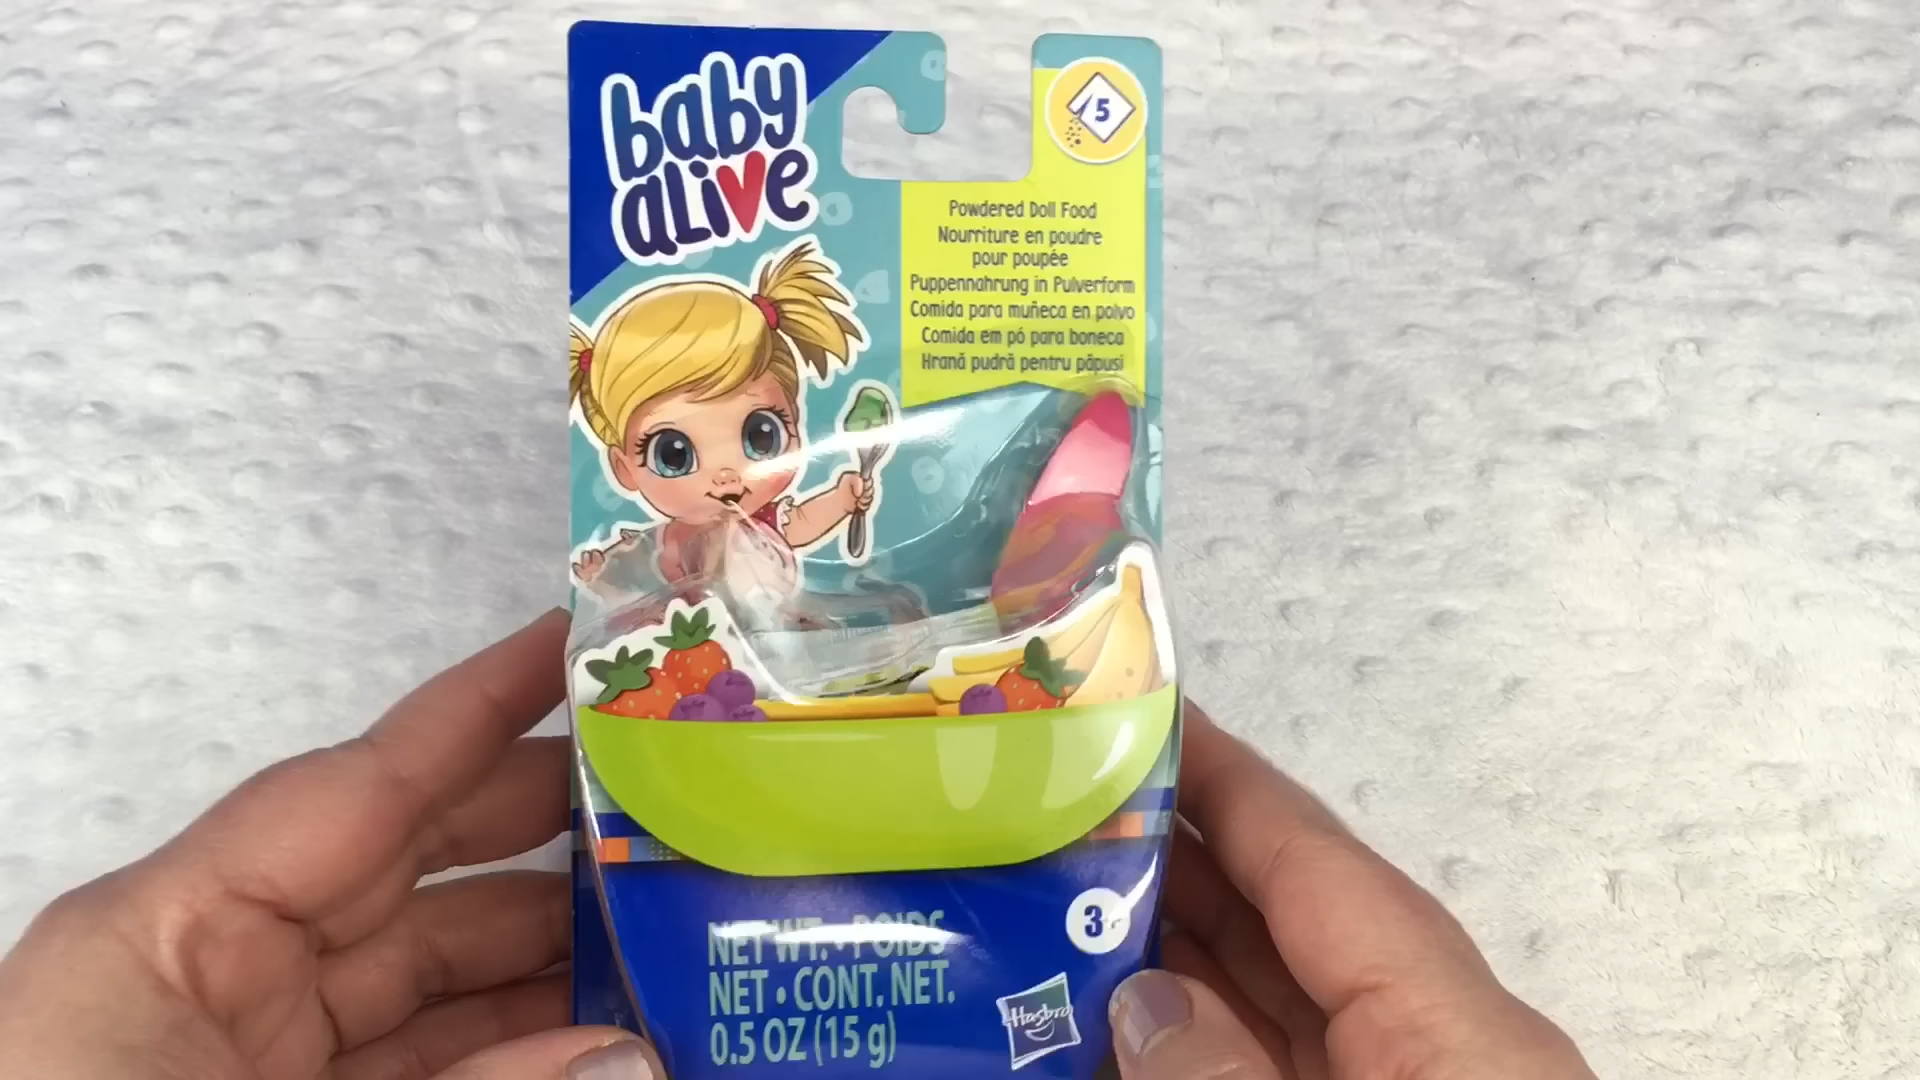 baby
alive
5
Powdered Doll Food
Nourriture en poudre
pour poupée
Puppennahrung in Pulverform
Comida para muñeca en polvo
Comida em pó para boneca
Hrană pudră pentru păpuși
3+
NET WT. • POIDS
NET • CONT. NET.
0.5 OZ (15 g)
Hasbro